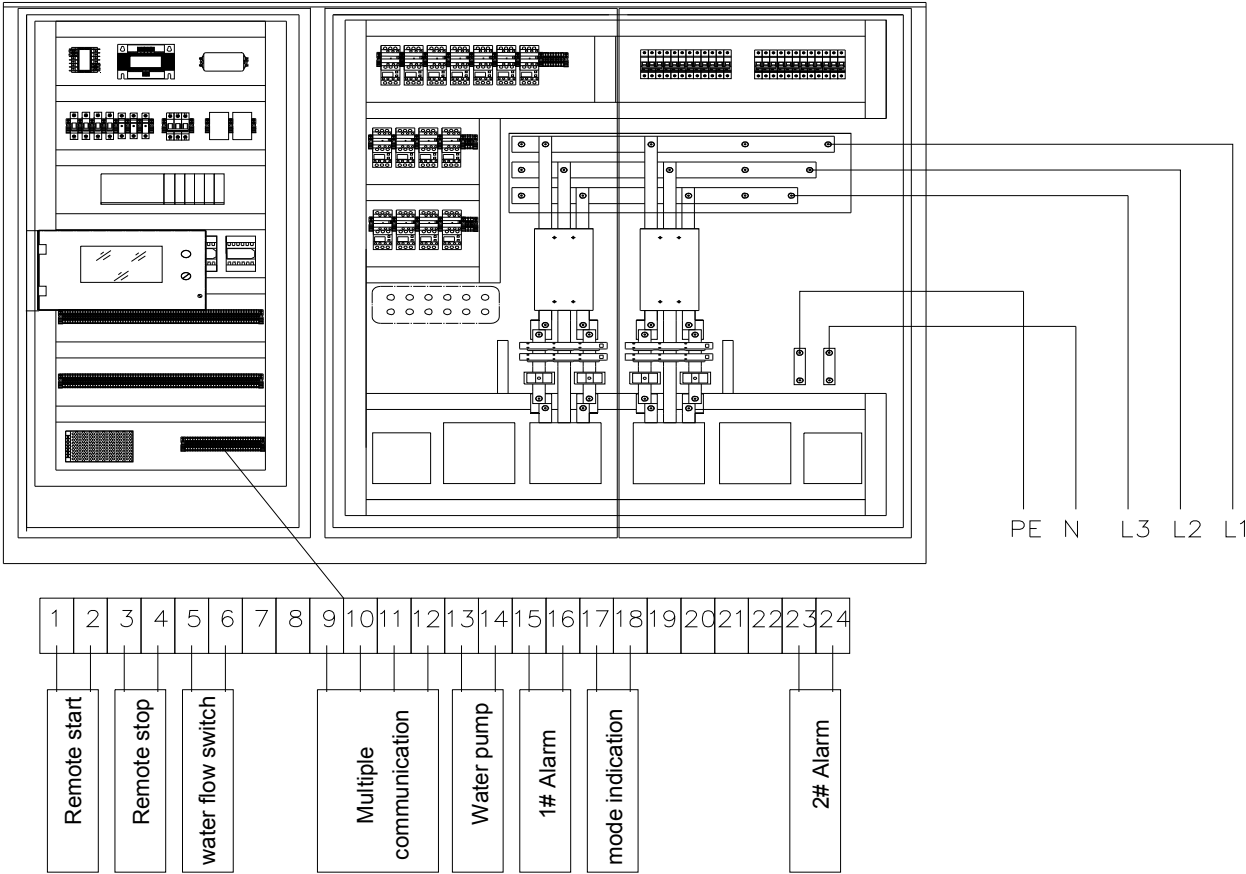 PE N L3 L2 L1
1 2 3 4 5 6 7 8 9 10 11 12 13 14 15 16 17 18 19 20 21 22 23 24
Remote start
Remote stop
water flow switch
Multiple
communication
Water pump
1# Alarm
mode indication
2# Alarm